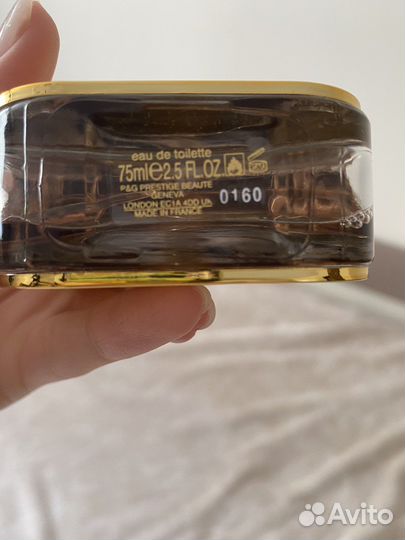 eau de toilette
75ml℮2.5 FL.OZ.
P&G PRESTIGE BEAUTE
GENEVA
LONDON EC1A 4DD UK
MADE IN FRANCE
0160
Avito